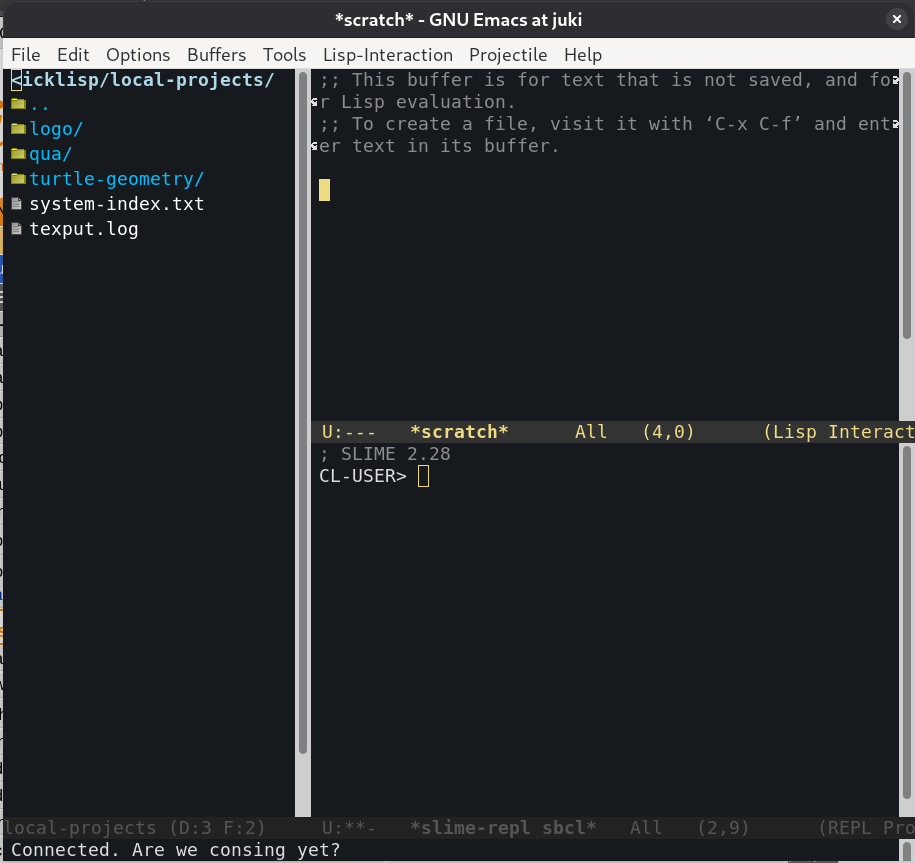 *scratch* - GNU Emacs at juki
File Edit Options Buffers Tools Lisp-Interaction Projectile Help
<icklisp/local-projects/
..
logo/
qua/
turtle-geometry/
system-index.txt
texput.log
;; This buffer is for text that is not saved, and fo
r Lisp evaluation.
;; To create a file, visit it with ‘C-x C-f’ and ent
er text in its buffer.
U:--- *scratch* All (4,0) (Lisp Interact
; SLIME 2.28
CL-USER>
local-projects (D:3 F:2)
U:**- *slime-repl sbcl* All (2,9) (REPL Pro
Connected. Are we consing yet?